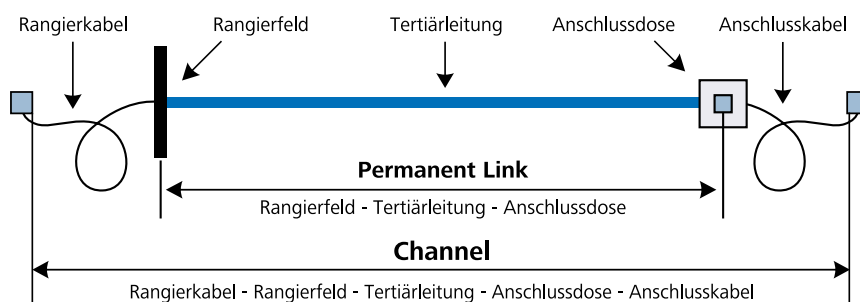 Rangierkabel Rangierfeld Tertiärleitung Anschlussdose Anschlusskabel
Permanent Link
Rangierfeld - Tertiärleitung - Anschlussdose
Channel
Rangierkabel - Rangierfeld - Tertiärleitung - Anschlussdose - Anschlusskabel